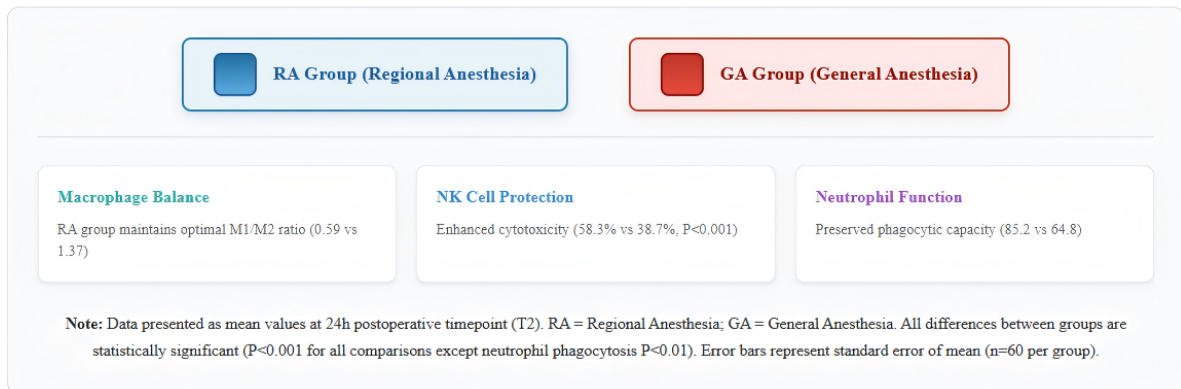 RA Group (Regional Anesthesia)
GA Group (General Anesthesia)
Macrophage Balance
RA group maintains optimal M1/M2 ratio (0.59 vs
1.37)
NK Cell Protection
Enhanced cytotoxicity (58.3% vs 38.7%, P<0.001)
Neutrophil Function
Preserved phagocytic capacity (85.2 vs 64.8)
Note: Data presented as mean values at 24h postoperative timepoint (T2). RA = Regional Anesthesia; GA = General Anesthesia. All differences between groups are
statistically significant (P<0.001 for all comparisons except neutrophil phagocytosis P<0.01). Error bars represent standard error of mean (n=60 per group).